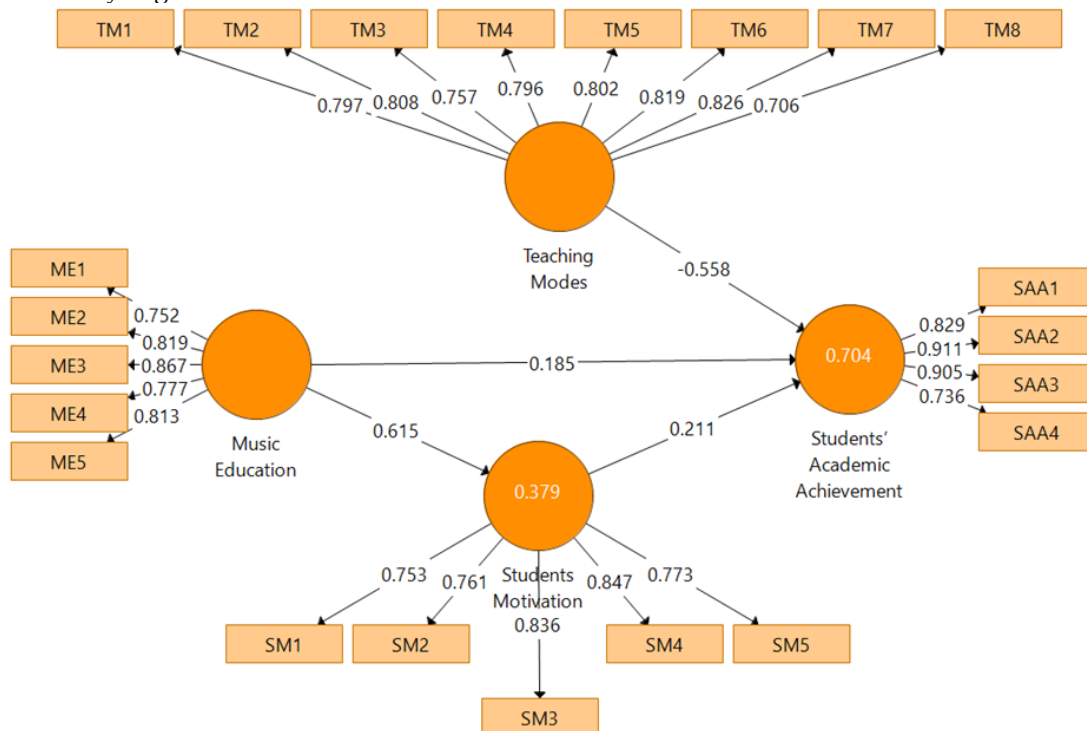 TM1 TM2 TM3 TM4 TM5 TM6 TM7 TM8
0.797 0.808 0.757 0.796 0.802 0.819 0.826 0.706
Teaching
Modes
-0.558
ME1
ME2
ME3
ME4
ME5
0.752
0.819
0.867
0.777
0.813
Music
Education
0.185
0.615
0.211
0.704
Students'
Academic
Achievement
0.829
0.911
0.905
0.736
SAA1
SAA2
SAA3
SAA4
0.379
Students
Motivation
0.753 0.761 0.836 0.847 0.773
SM1 SM2 SM4 SM5
SM3